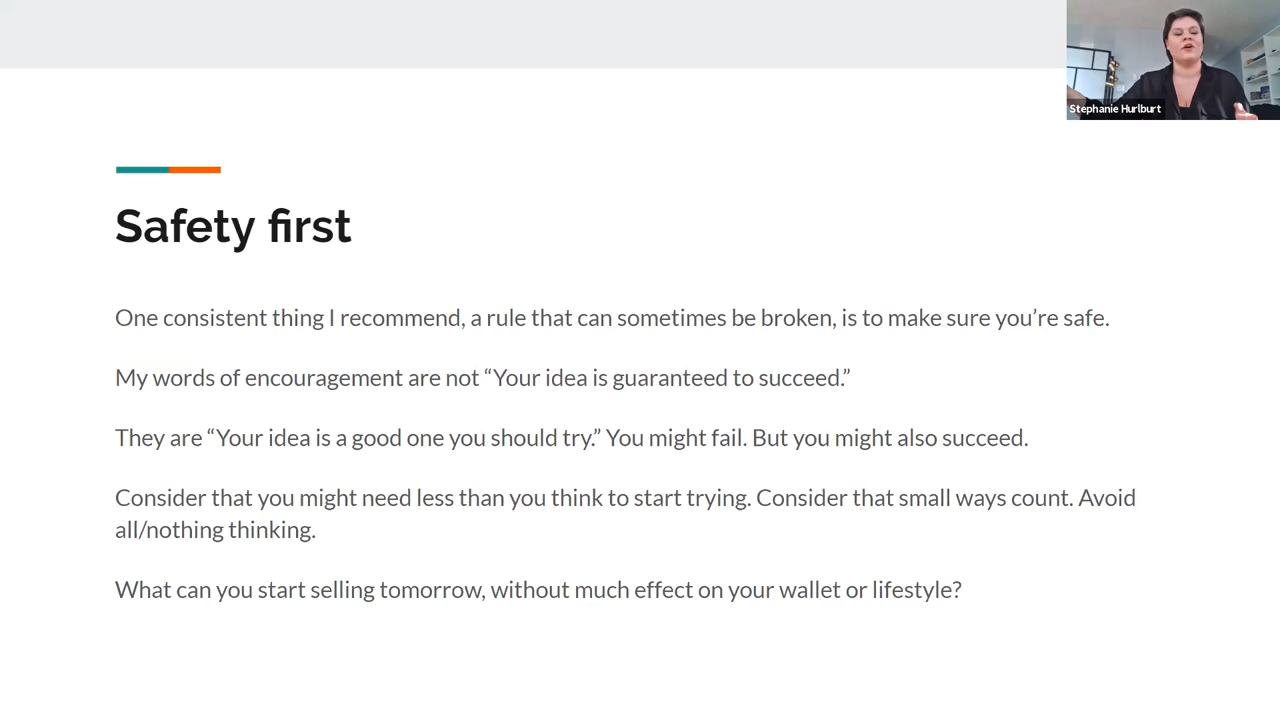 Stephanie Hurlburt
Safety first
One consistent thing I recommend, a rule that can sometimes be broken, is to make sure you’re safe.
My words of encouragement are not “Your idea is guaranteed to succeed.”
They are “Your idea is a good one you should try.” You might fail. But you might also succeed.
Consider that you might need less than you think to start trying. Consider that small ways count. Avoid
all/nothing thinking.
What can you start selling tomorrow, without much effect on your wallet or lifestyle?